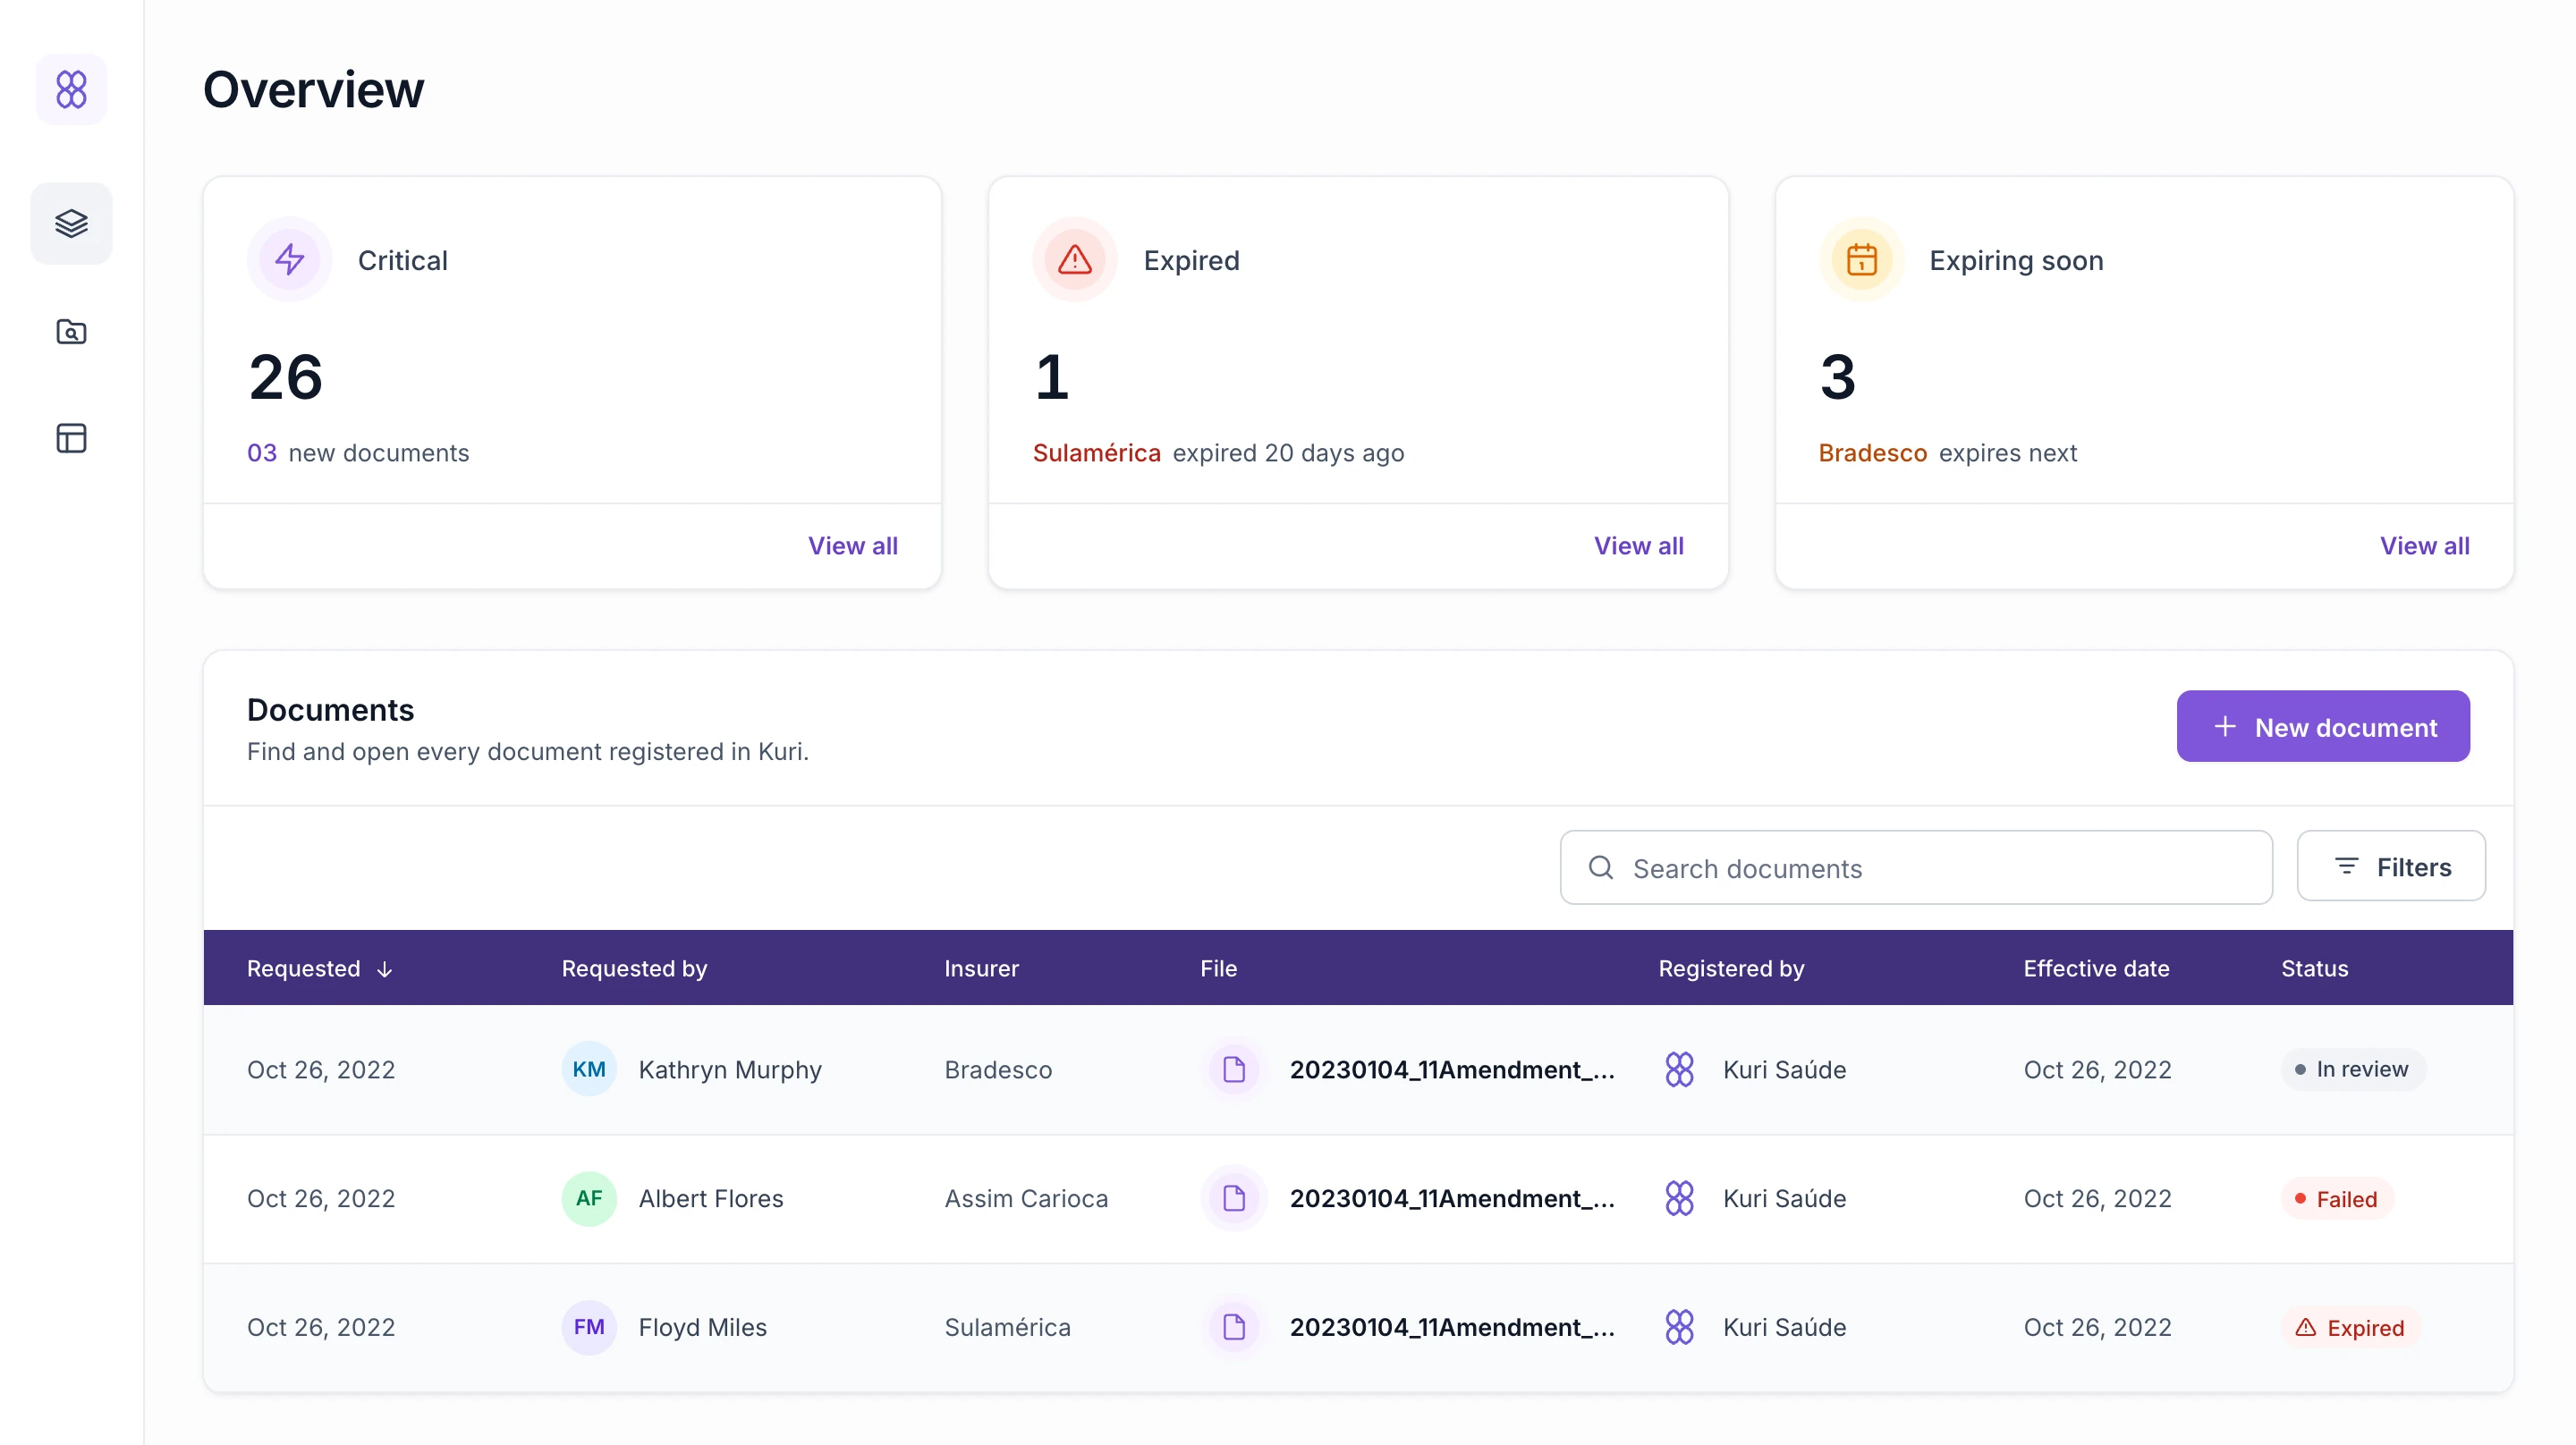 Overview
Critical
26
03 new documents
View all
Expired
1
Sulamérica expired 20 days ago
View all
Expiring soon
1
3
Bradesco expires next
View all
Documents
Find and open every document registered in Kuri.
New document
Search documents
Filters
Requested Requested by Insurer File Registered by Effective date Status
Oct 26, 2022 KM Kathryn Murphy Bradesco 20230104_11Amendment_... Kuri Saúde Oct 26, 2022 In review
Oct 26, 2022 AF Albert Flores Assim Carioca 20230104_11Amendment_... Kuri Saúde Oct 26, 2022 Failed
Oct 26, 2022 FM Floyd Miles Sulamérica 20230104_11Amendment_... Kuri Saúde Oct 26, 2022 Expired